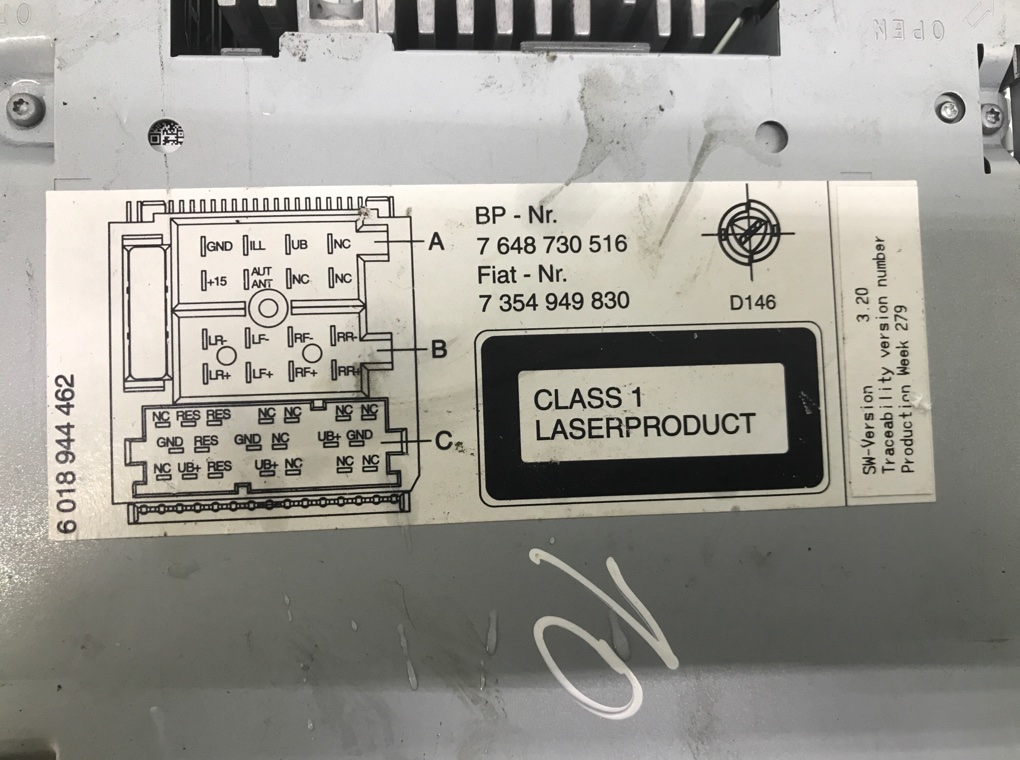 OPEN
GND ILL UB NC A
+15 AUT ANT NC NC
LR- LF- RF- RR- B
LR+ LF+ RF+ RR+
NC RES RES NC NC NC NC
GND RES GND NC UB+ GND C
NC UB+ RES UB+ NC NC NC
6 018 944 462
BP - Nr.
7 648 730 516
Fiat - Nr.
7 354 949 830
D146
CLASS 1
LASERPRODUCT
SW-Version 3.20
Traceability version number
Production Week 279